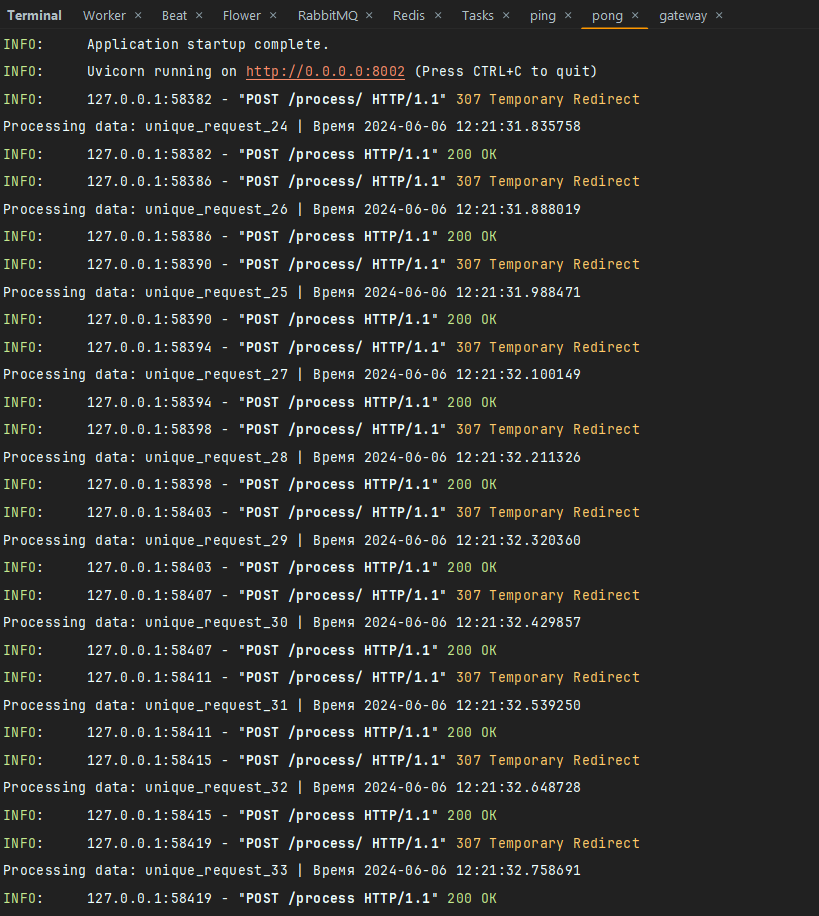 Terminal Worker × Beat × Flower × RabbitMQ × Redis × Tasks × ping × pong × gateway ×
INFO: Application startup complete.
INFO: Uvicorn running on http://0.0.0.0:8002 (Press CTRL+C to quit)
INFO: 127.0.0.1:58382 - "POST /process/ HTTP/1.1" 307 Temporary Redirect
Processing data: unique_request_24 | Время 2024-06-06 12:21:31.835758
INFO: 127.0.0.1:58382 - "POST /process HTTP/1.1" 200 OK
INFO: 127.0.0.1:58386 - "POST /process/ HTTP/1.1" 307 Temporary Redirect
Processing data: unique_request_26 | Время 2024-06-06 12:21:31.888019
INFO: 127.0.0.1:58386 - "POST /process HTTP/1.1" 200 OK
INFO: 127.0.0.1:58390 - "POST /process/ HTTP/1.1" 307 Temporary Redirect
Processing data: unique_request_25 | Время 2024-06-06 12:21:31.988471
INFO: 127.0.0.1:58390 - "POST /process HTTP/1.1" 200 OK
INFO: 127.0.0.1:58394 - "POST /process/ HTTP/1.1" 307 Temporary Redirect
Processing data: unique_request_27 | Время 2024-06-06 12:21:32.100149
INFO: 127.0.0.1:58394 - "POST /process HTTP/1.1" 200 OK
INFO: 127.0.0.1:58398 - "POST /process/ HTTP/1.1" 307 Temporary Redirect
Processing data: unique_request_28 | Время 2024-06-06 12:21:32.211326
INFO: 127.0.0.1:58398 - "POST /process HTTP/1.1" 200 OK
INFO: 127.0.0.1:58403 - "POST /process/ HTTP/1.1" 307 Temporary Redirect
Processing data: unique_request_29 | Время 2024-06-06 12:21:32.320360
INFO: 127.0.0.1:58403 - "POST /process HTTP/1.1" 200 OK
INFO: 127.0.0.1:58407 - "POST /process/ HTTP/1.1" 307 Temporary Redirect
Processing data: unique_request_30 | Время 2024-06-06 12:21:32.429857
INFO: 127.0.0.1:58407 - "POST /process HTTP/1.1" 200 OK
INFO: 127.0.0.1:58411 - "POST /process/ HTTP/1.1" 307 Temporary Redirect
Processing data: unique_request_31 | Время 2024-06-06 12:21:32.539250
INFO: 127.0.0.1:58411 - "POST /process HTTP/1.1" 200 OK
INFO: 127.0.0.1:58415 - "POST /process/ HTTP/1.1" 307 Temporary Redirect
Processing data: unique_request_32 | Время 2024-06-06 12:21:32.648728
INFO: 127.0.0.1:58415 - "POST /process HTTP/1.1" 200 OK
INFO: 127.0.0.1:58419 - "POST /process/ HTTP/1.1" 307 Temporary Redirect
Processing data: unique_request_33 | Время 2024-06-06 12:21:32.758691
INFO: 127.0.0.1:58419 - "POST /process HTTP/1.1" 200 OK